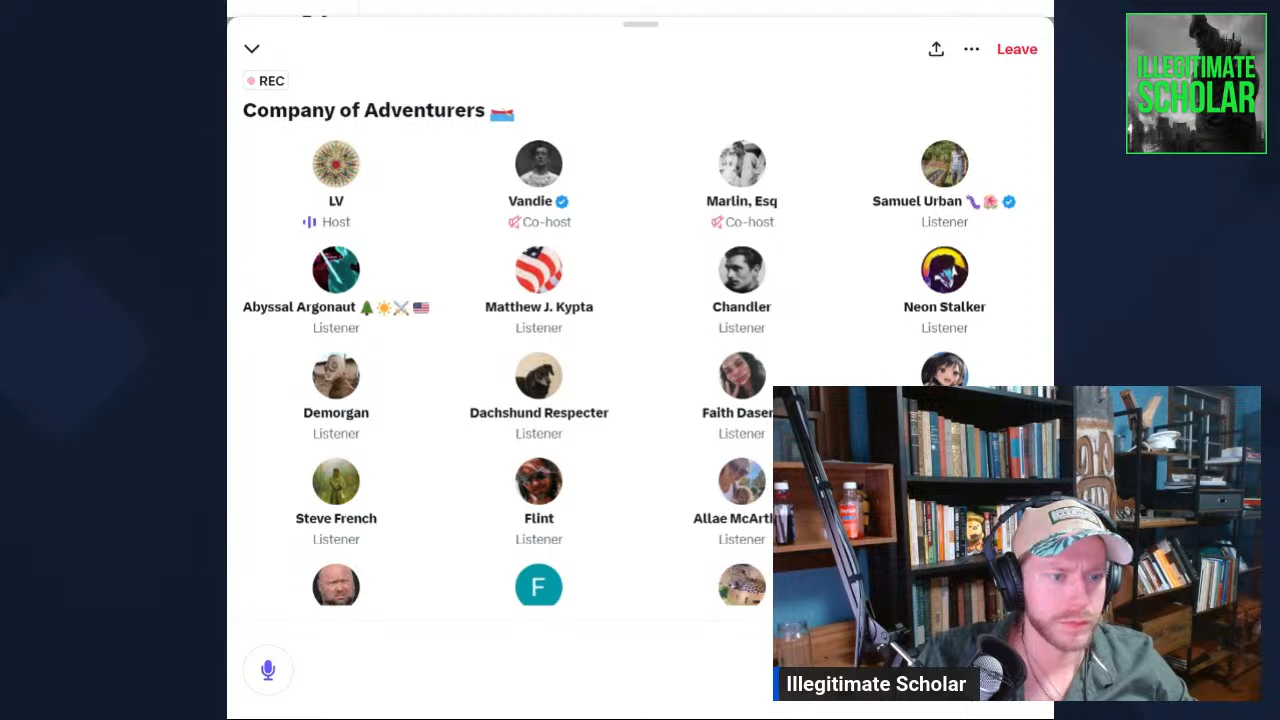 Leave
REC
Company of Adventurers
LV
Vandie
Marlin, Esq
Samuel Urban
Host
Co-host
Co-host
Listener
Abyssal Argonaut
Matthew J. Kypta
Chandler
Neon Stalker
Listener
Listener
Listener
Listener
Demorgan
Dachshund Respecter
Faith Daser
Listener
Listener
Listener
Steve French
Flint
Allae McArth
Listener
Listener
Listener
F
Illegitimate Scholar
ILLEGITIMATE
SCHOLAR